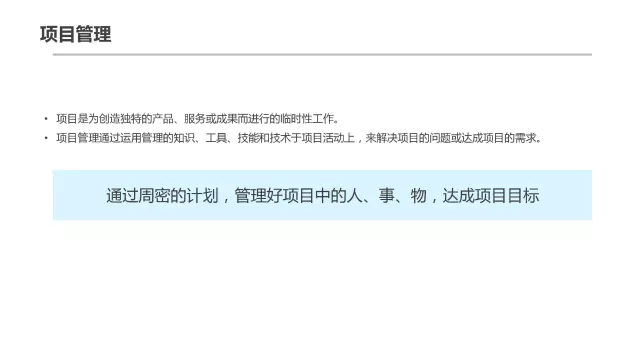 项目管理
• 项目是为创造独特的产品、服务或成果而进行的临时性工作。
• 项目管理通过运用管理的知识、工具、技能和技术于项目活动上，来解决项目的问题或达成项目的需求。
通过周密的计划，管理好项目中的人、事、物，达成项目目标